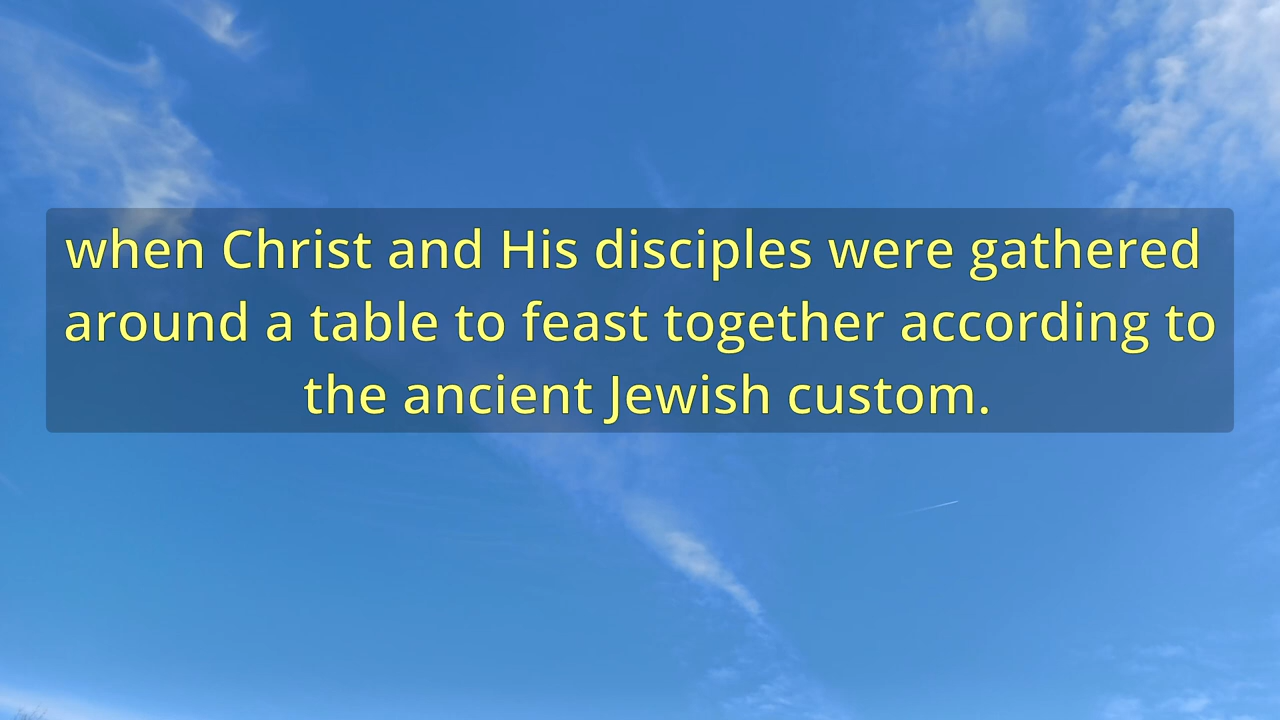 when Christ and His disciples were gathered
around a table to feast together according to
the ancient Jewish custom.